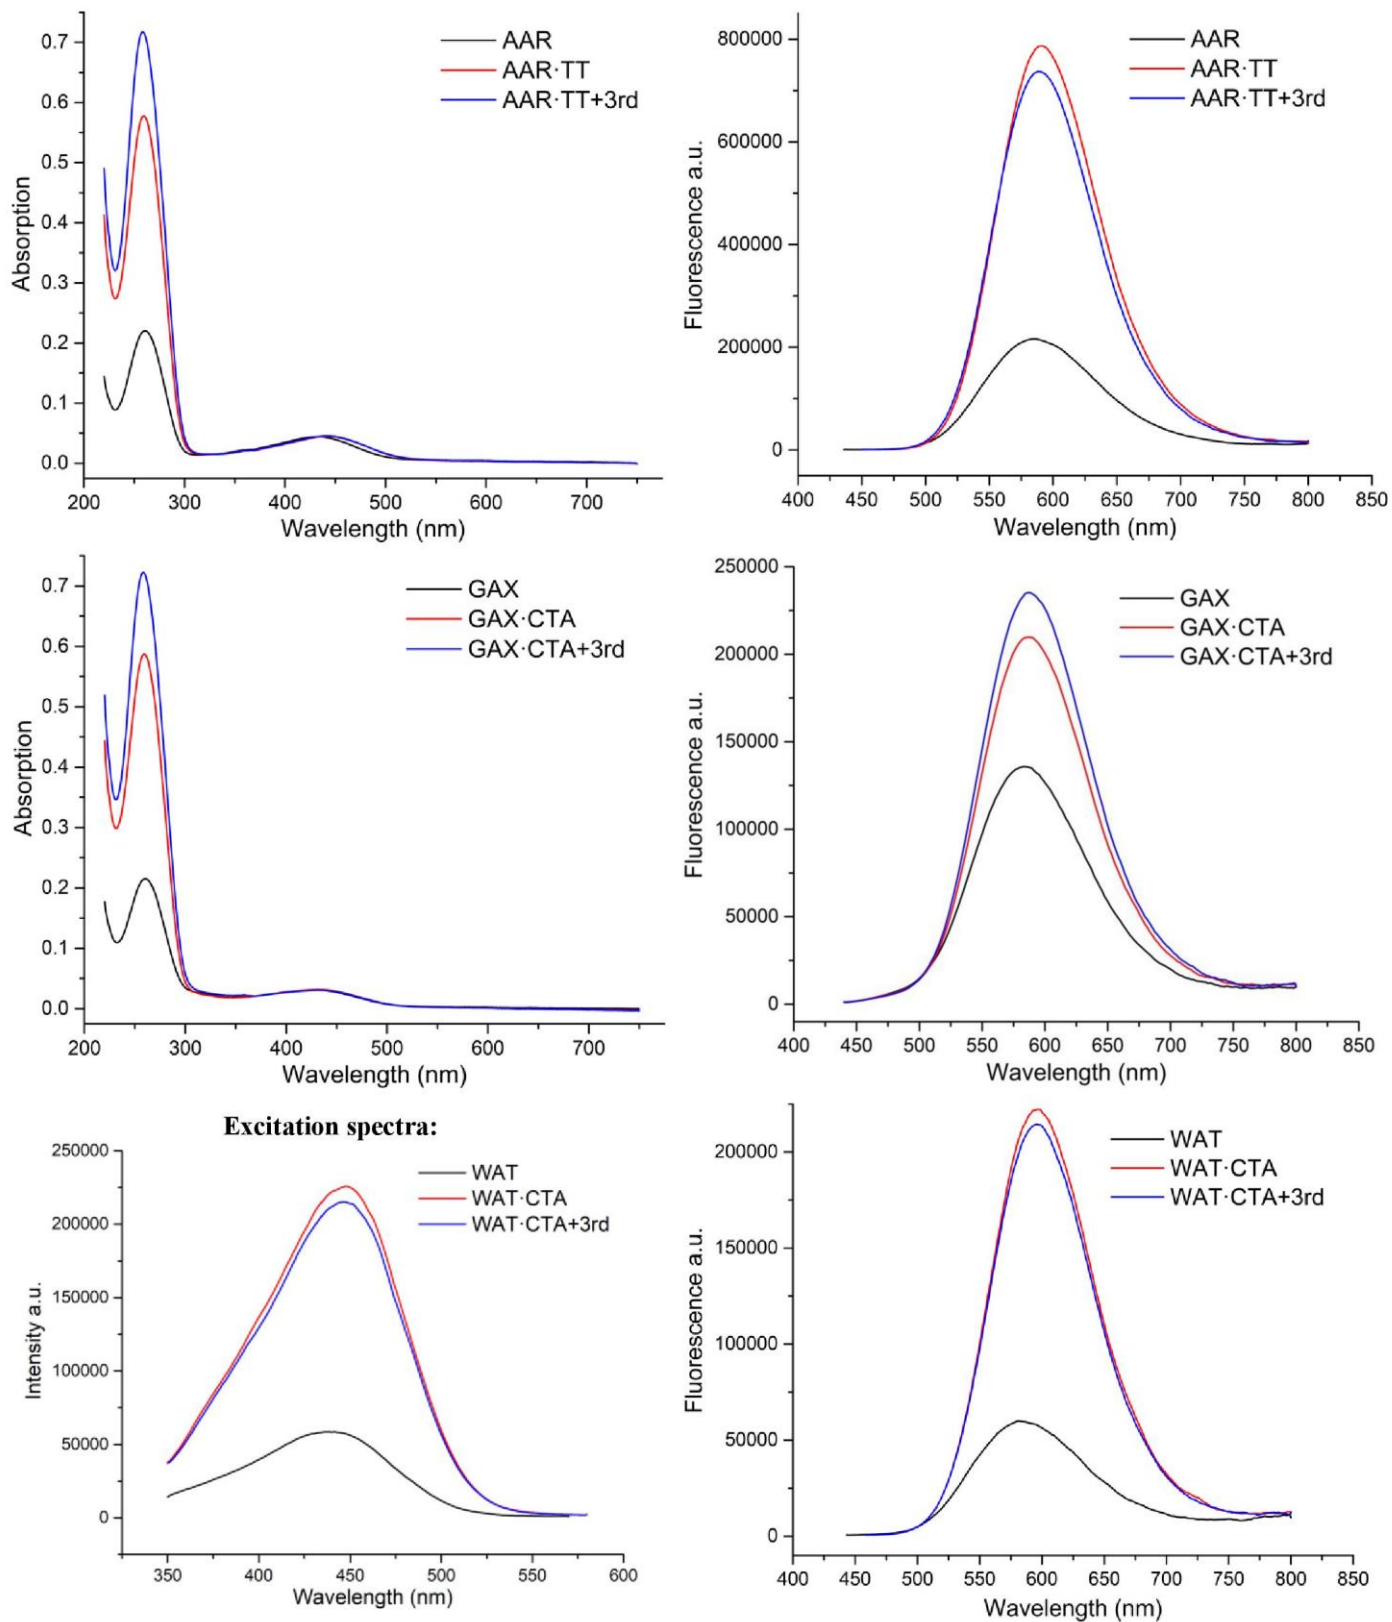 AAR
AAR·TT
AAR·TT+3rd
0.7
0.6
0.5
0.4
0.3
0.2
0.1
0.0
Absorption
200 300 400 500 600 700
Wavelength (nm)
AAR
AAR·TT
AAR·TT+3rd
800000
600000
400000
200000
0
Fluorescence a.u.
400 450 500 550 600 650 700 750 800 850
Wavelength (nm)
GAX
GAX·CTA
GAX·CTA+3rd
0.7
0.6
0.5
0.4
0.3
0.2
0.1
0.0
Absorption
200 300 400 500 600 700
Wavelength (nm)
GAX
GAX·CTA
GAX·CTA+3rd
250000
200000
150000
100000
50000
0
Fluorescence a.u.
400 450 500 550 600 650 700 750 800 850
Wavelength (nm)
Excitation spectra:
WAT
WAT·CTA
WAT·CTA+3rd
250000
200000
150000
100000
50000
0
Intensity a.u.
350 400 450 500 550 600
Wavelength (nm)
WAT
WAT·CTA
WAT·CTA+3rd
200000
150000
100000
50000
0
Fluorescence a.u.
400 450 500 550 600 650 700 750 800 850
Wavelength (nm)